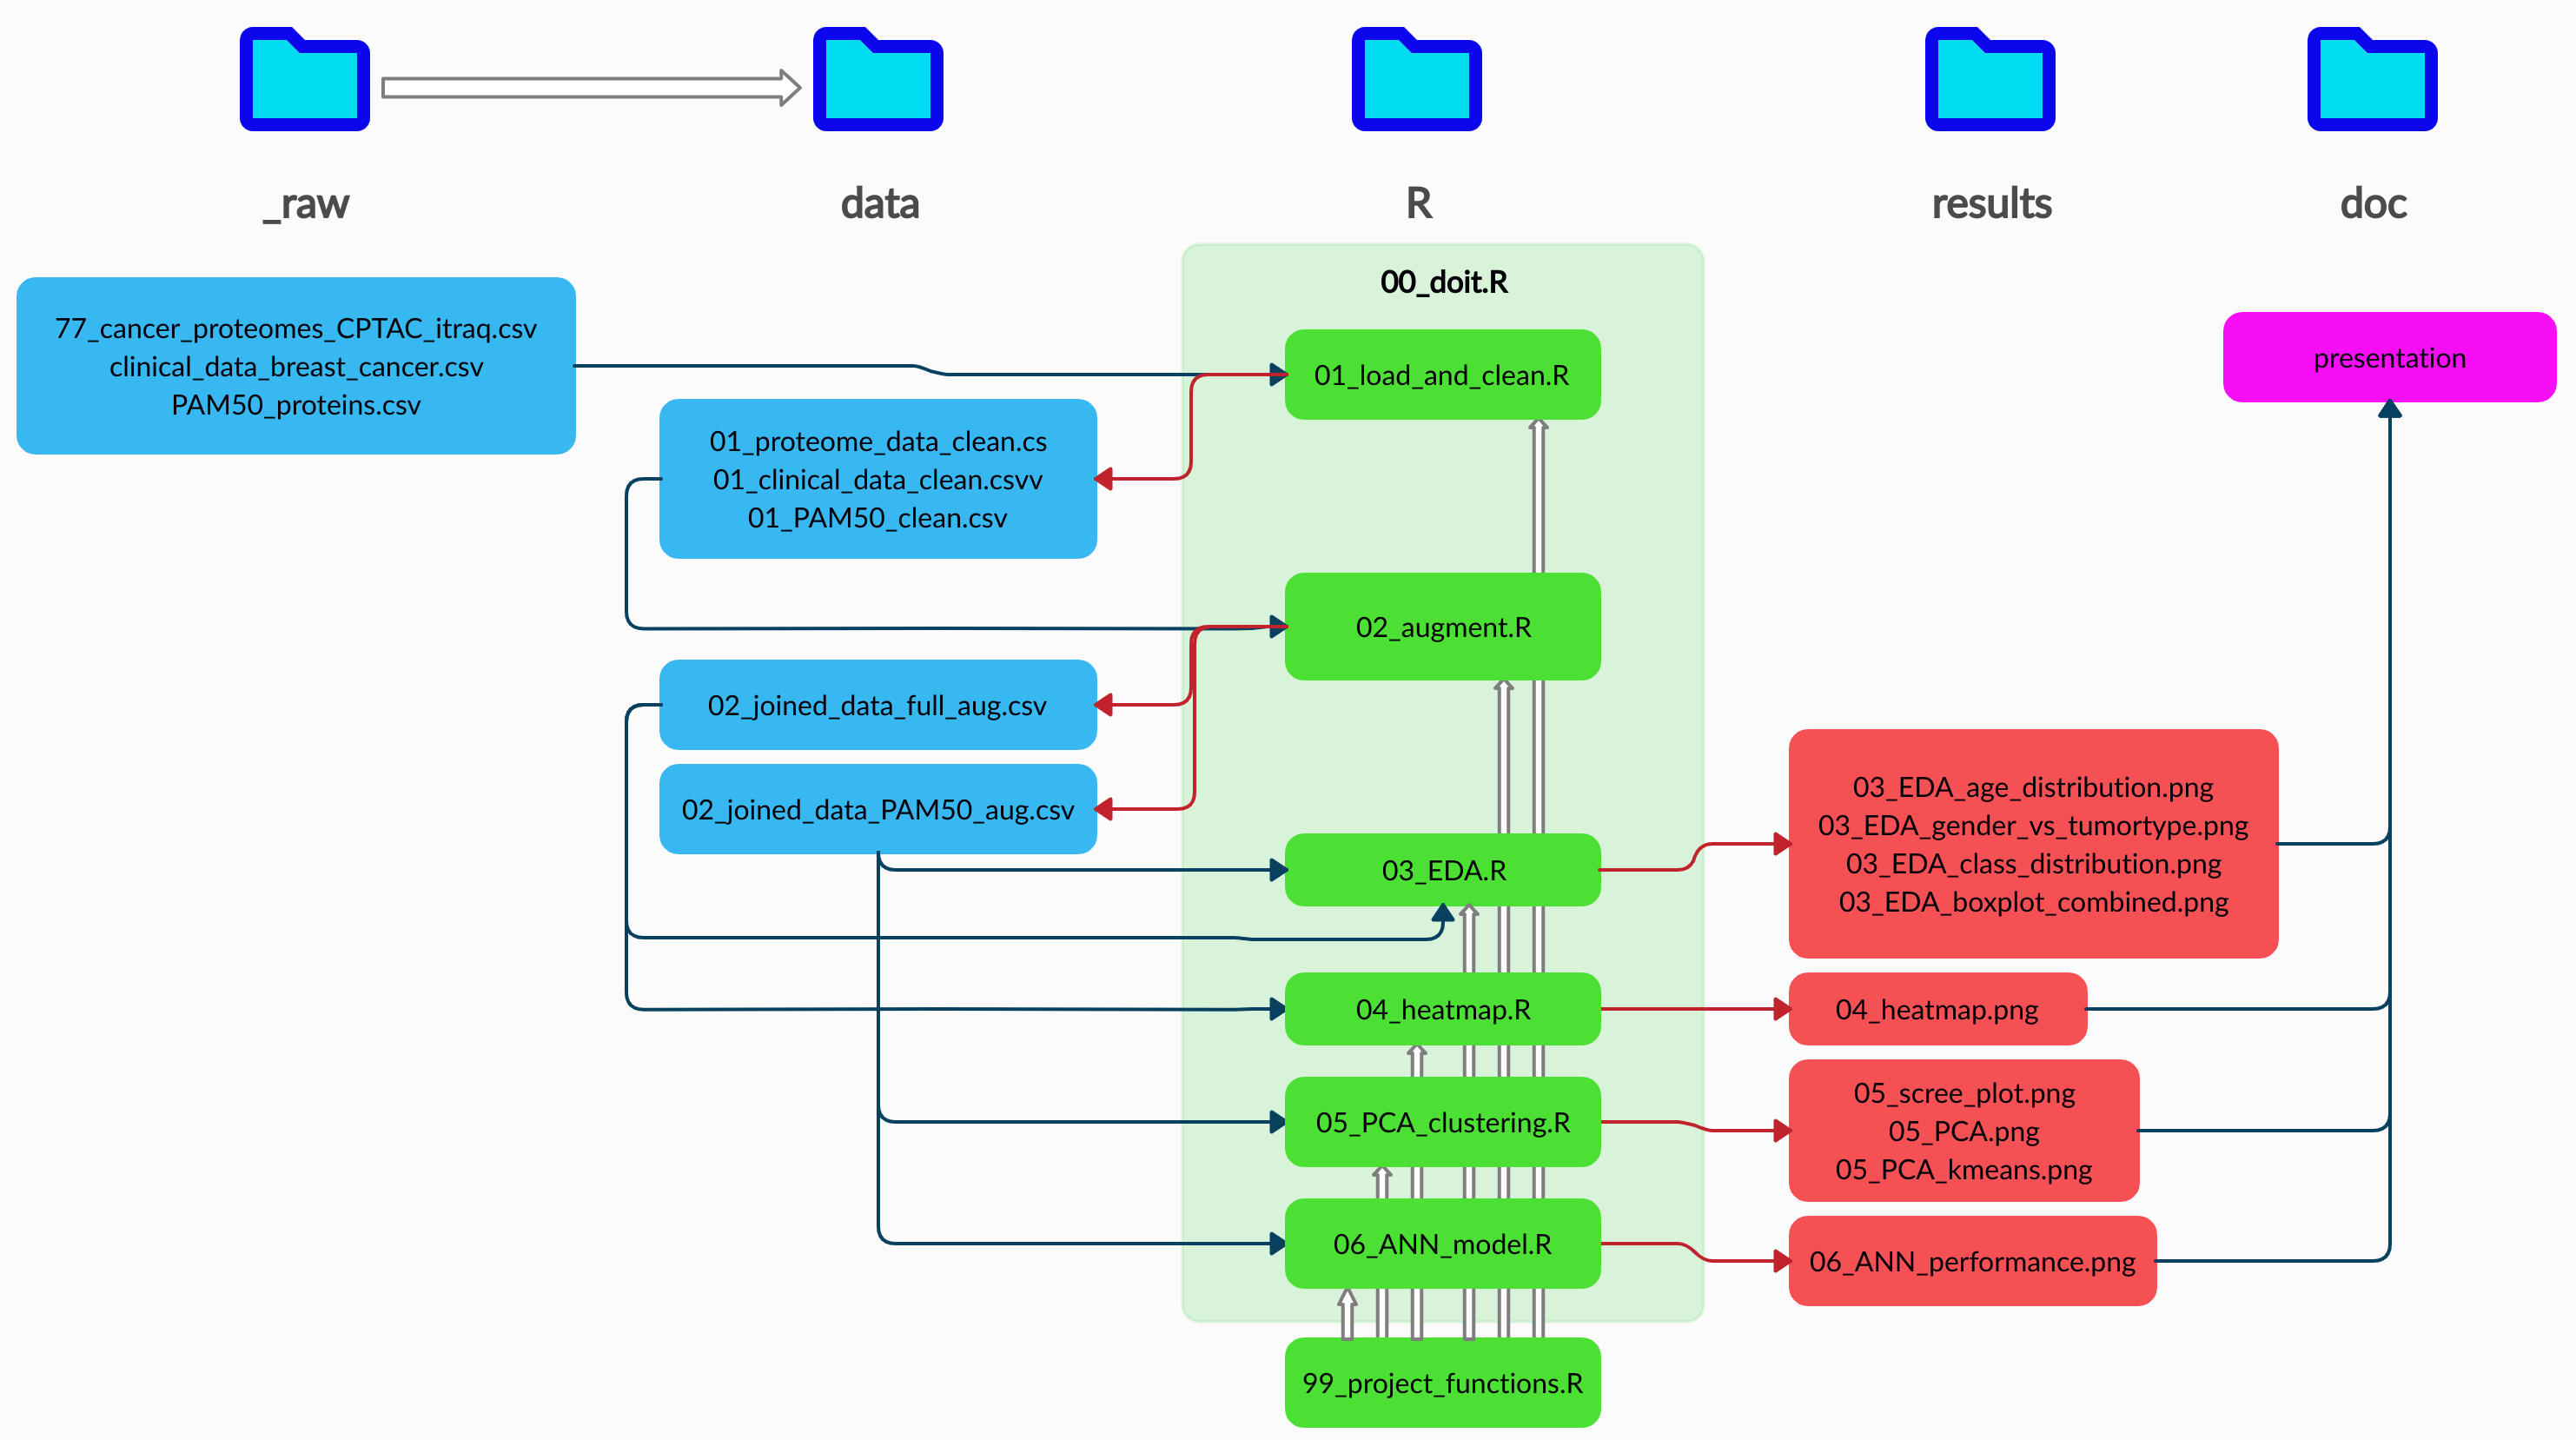 _raw
data
R
results
doc
77_cancer_proteomes_CPTAC_itraq.csv
clinical_data_breast_cancer.csv
PAM50_proteins.csv
01_proteome_data_clean.cs
01_clinical_data_clean.csvv
01_PAM50_clean.csv
02_joined_data_full_aug.csv
02_joined_data_PAM50_aug.csv
00_doit.R
01_load_and_clean.R
02_augment.R
03_EDA.R
04_heatmap.R
05_PCA_clustering.R
06_ANN_model.R
99_project_functions.R
03_EDA_age_distribution.png
03_EDA_gender_vs_tumortype.png
03_EDA_class_distribution.png
03_EDA_boxplot_combined.png
04_heatmap.png
05_scree_plot.png
05_PCA.png
05_PCA_kmeans.png
06_ANN_performance.png
presentation